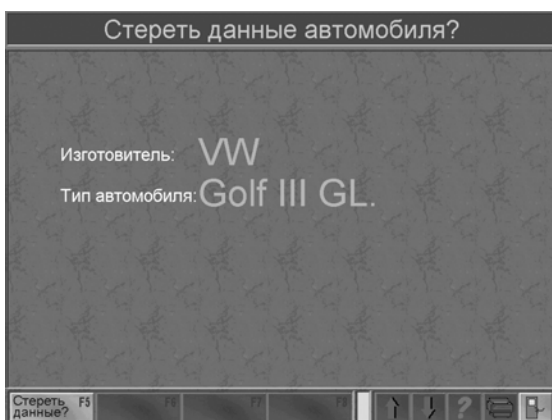 Стереть данные автомобиля?
Изготовитель: VW
Тип автомобиля: Golf III GL.
Стереть F5 F6 F7 F8 ?
данные?